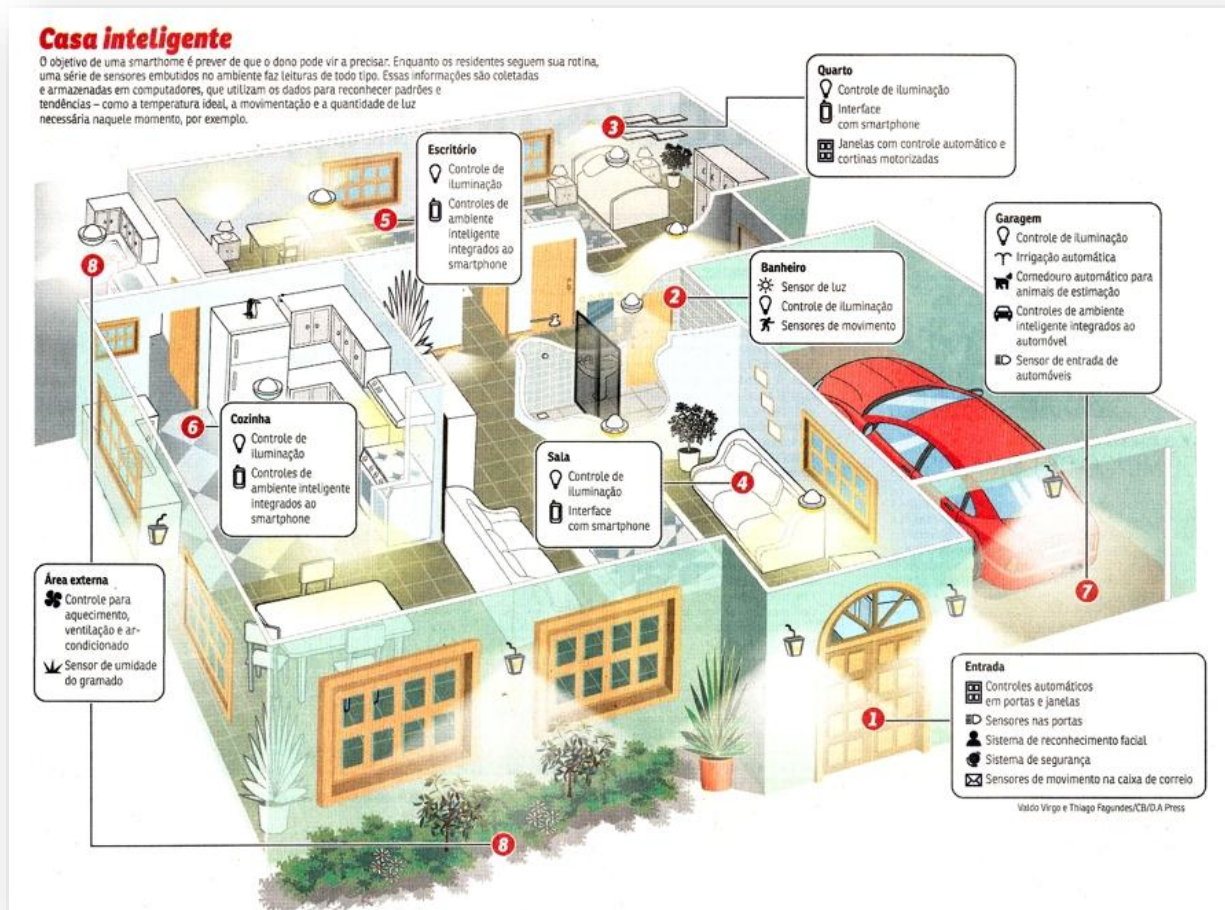 Casa inteligente
O objetivo de uma smarthome é prever de que o dono pode vir a precisar. Enquanto os residentes seguem sua rotina,
uma série de sensores embutidos no ambiente faz leituras de todo tipo. Essas informações são coletadas
e armazenadas em computadores, que utilizam os dados para reconhecer padrões e
tendências – como a temperatura ideal, a movimentação e a quantidade de luz
necessária naquele momento, por exemplo.
Quarto
Controle de iluminação
Interface
com smartphone
Janelas com controle automático e
cortinas motorizadas
3
Escritório
Controle de
iluminação
Controles de
ambiente
inteligente
integrados ao
smartphone
5
Garagem
Controle de iluminação
Irrigação automática
Comedouro automático para
animais de estimação
Controles de ambiente
inteligente integrados ao
automóvel
Sensor de entrada de
automóveis
8
Banheiro
Sensor de luz
Controle de iluminação
Sensores de movimento
2
6
Cozinha
Controle de
iluminação
Controles de
ambiente inteligente
integrados ao
smartphone
Sala
Controle de
iluminação
Interface
com smartphone
4
7
Área externa
Controle para
aquecimento,
ventilação e ar-
condicionado
Sensor de umidade
do gramado
1
Entrada
Controles automáticos
em portas e janelas
Sensores nas portas
Sistema de reconhecimento facial
Sistema de segurança
Sensores de movimento na caixa de correio
Valdo Virgo e Thiago Fagundes/CB/D.A Press
8